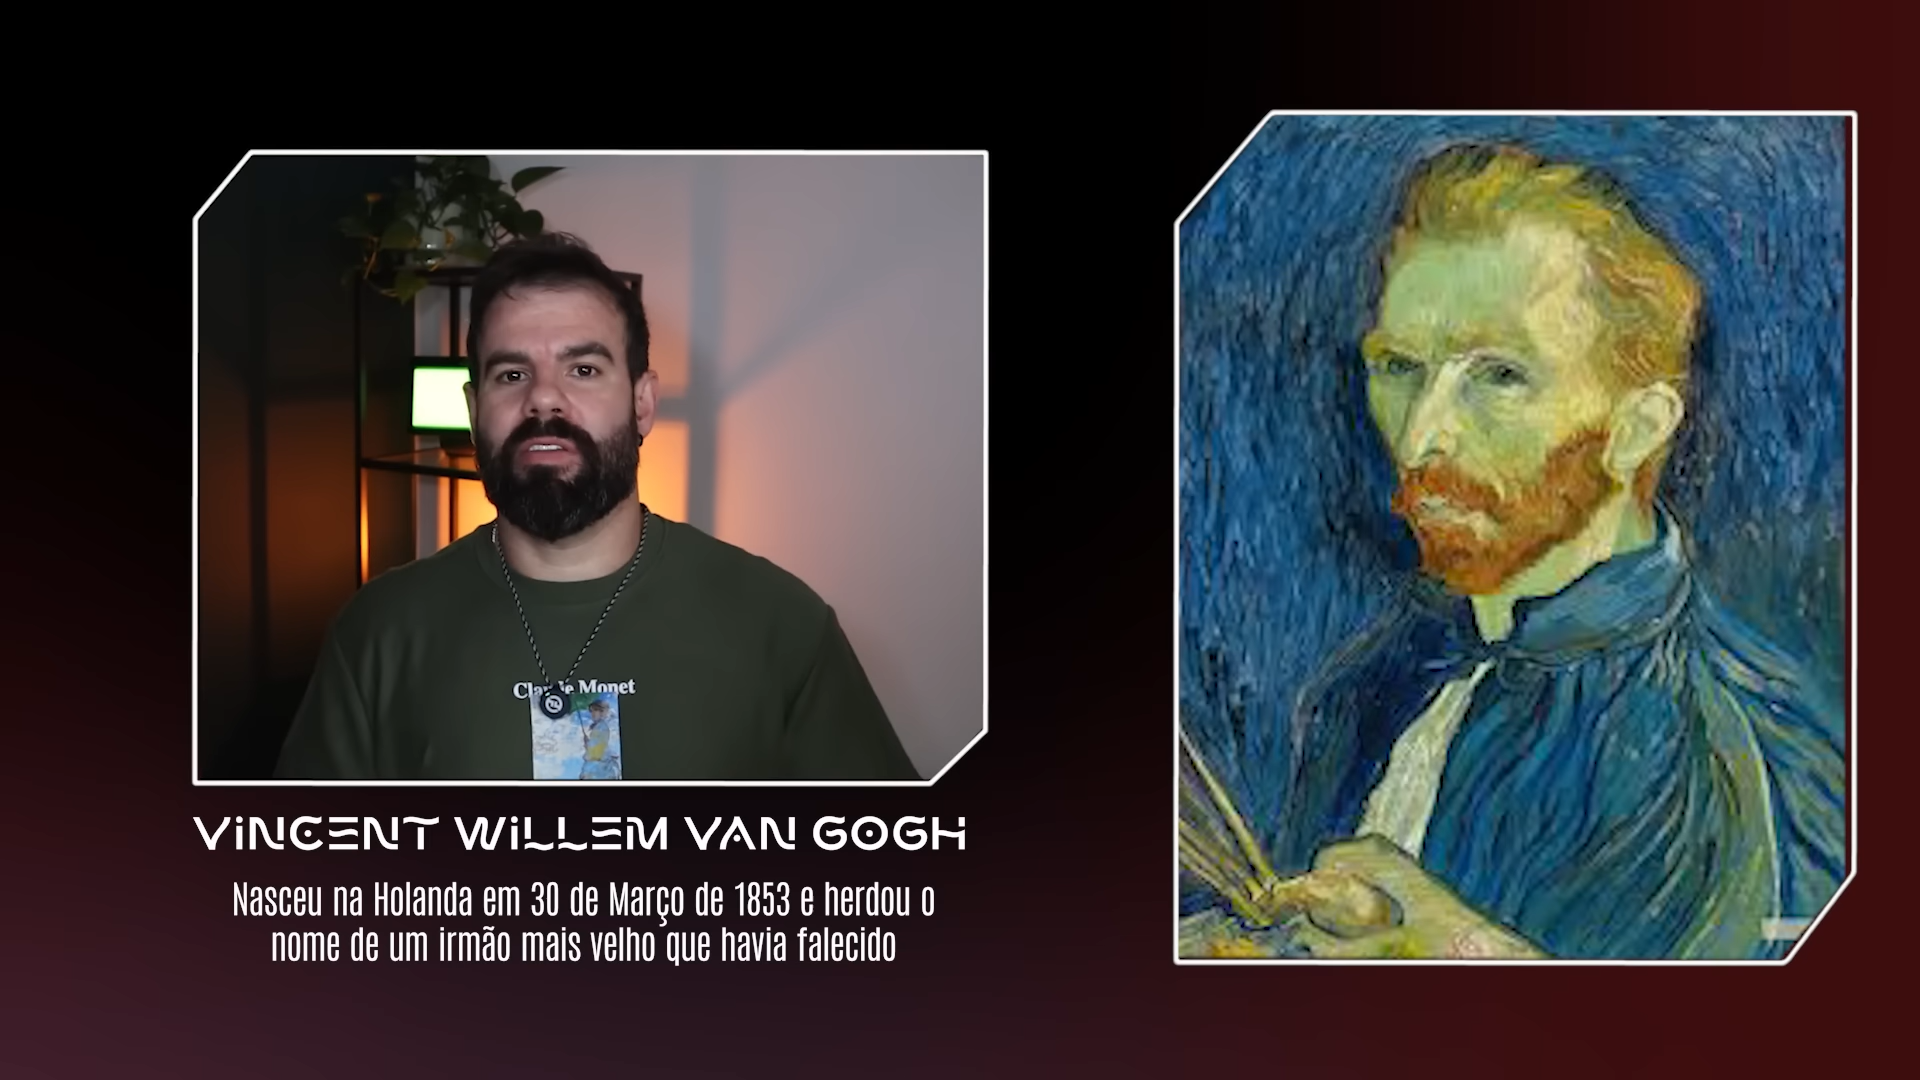 Claude Monet
VINCENT WILLEM VAN GOGH
Nasceu na Holanda em 30 de Março de 1853 e herdou o
nome de um irmão mais velho que havia falecido